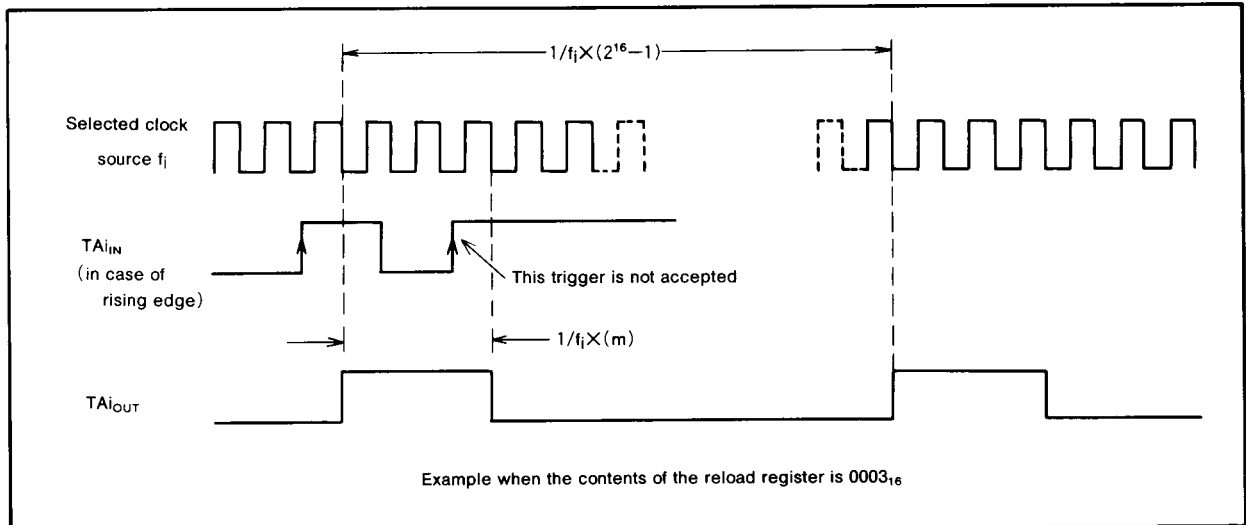 1/fᵢ×(2¹⁶−1)
Selected clock
source fᵢ
TAiIN
(in case of
rising edge)
This trigger is not accepted
1/fᵢ×(m)
TAiOUT
Example when the contents of the reload register is 0003₁₆